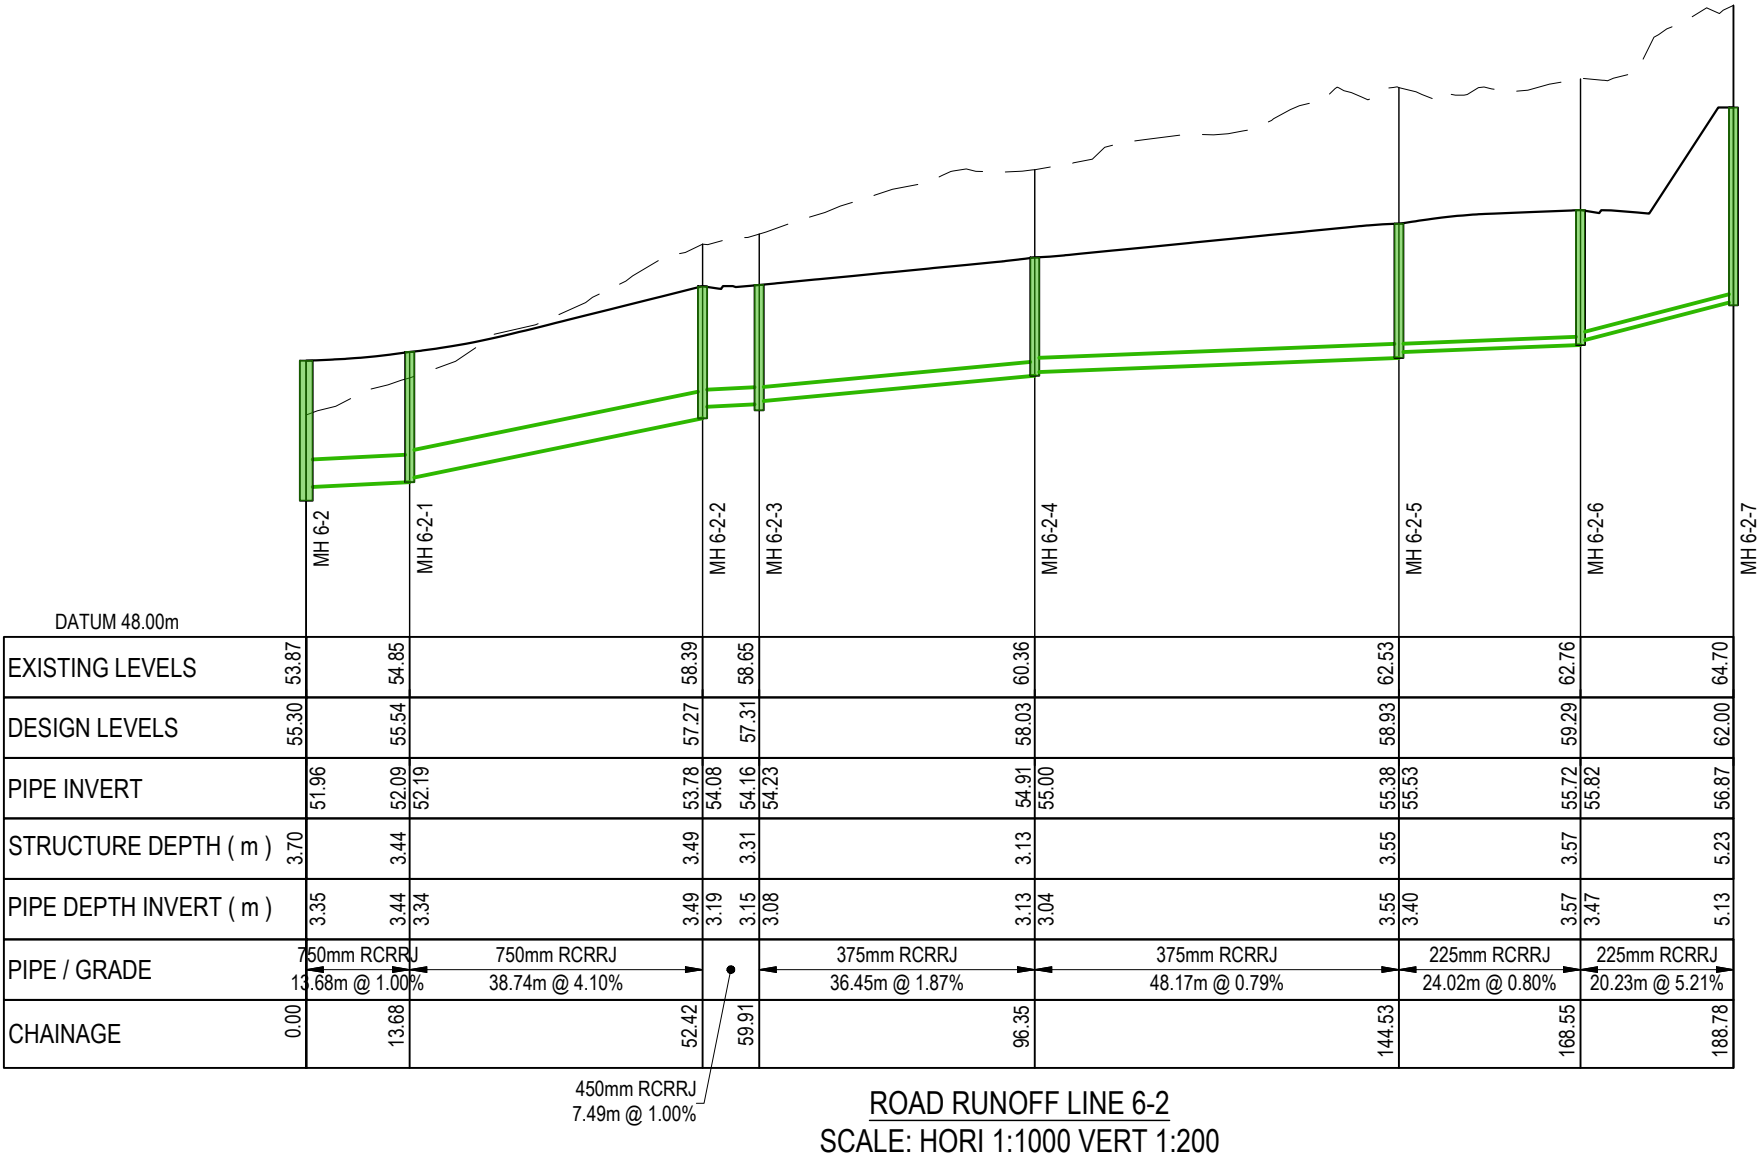 MH 6-2
MH 6-2-1
MH 6-2-2
MH 6-2-3
MH 6-2-4
MH 6-2-5
MH 6-2-6
MH 6-2-7
DATUM 48.00m
EXISTING LEVELS 53.87 54.85 58.39 58.65 60.36 62.53 62.76 64.70
DESIGN LEVELS 55.30 55.54 57.27 57.31 58.03 58.93 59.29 62.00
PIPE INVERT 51.96 52.09 52.19 53.78 54.08 54.16 54.23 54.91 55.00 55.38 55.53 55.72 55.82 56.87
STRUCTURE DEPTH ( m ) 3.70 3.44 3.49 3.31 3.13 3.55 3.57 5.23
PIPE DEPTH INVERT ( m ) 3.35 3.44 3.34 3.49 3.19 3.15 3.08 3.13 3.04 3.55 3.40 3.57 3.47 5.13
PIPE / GRADE
750mm RCRRJ 750mm RCRRJ 375mm RCRRJ 375mm RCRRJ 225mm RCRRJ 225mm RCRRJ
13.68m @ 1.00% 38.74m @ 4.10% 36.45m @ 1.87% 48.17m @ 0.79% 24.02m @ 0.80% 20.23m @ 5.21%
CHAINAGE 0.00 13.68 52.42 59.91 96.35 144.53 168.55 188.78
450mm RCRRJ
7.49m @ 1.00%
ROAD RUNOFF LINE 6-2
SCALE: HORI 1:1000 VERT 1:200